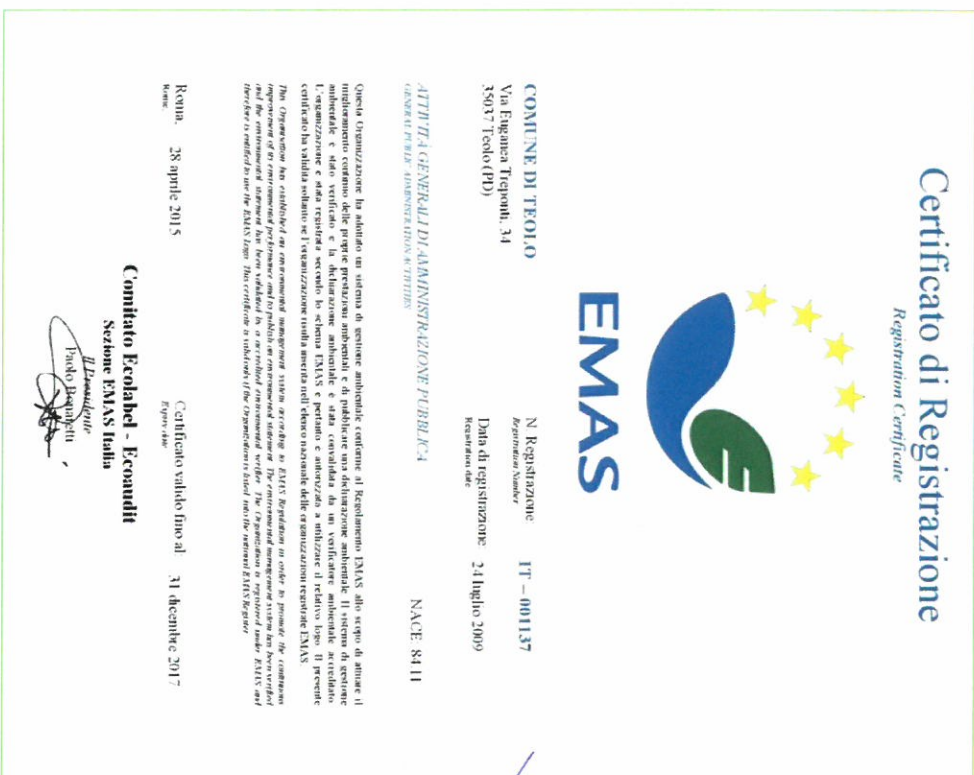 Certificato di Registrazione
Registration Certificate
EMAS
COMUNE DI TEOLO
Via Euganea Treponti, 34
35037 Teolo (PD)
N Registrazione IT – 001137
Registration Number
Data di registrazione 24 luglio 2009
Registration date
ATTIVITÀ GENERALI DI AMMINISTRAZIONE PUBBLICA NACE 84 11
GENERAL PUBLIC ADMINISTRATION ACTIVITIES
Questa Organizzazione ha adottato un sistema di gestione ambientale conforme al Regolamento EMAS allo scopo di attuare il
miglioramento continuo delle proprie prestazioni ambientali e di pubblicare una dichiarazione ambientale. Il sistema di gestione
ambientale è stato verificato e la dichiarazione ambientale è stata convalidata da un verificatore ambientale accreditato
L'organizzazione è stata registrata secondo lo schema EMAS e pertanto è autorizzata a utilizzare il relativo logo. Il presente
certificato ha validità soltanto se l'organizzazione risulta inserita nell'elenco nazionale delle organizzazioni registrate EMAS.
This Organisation has established an environmental management system according to EMAS Regulation in order to promote the continuous
improvement of its environmental performance and to publish an environmental statement. The environmental management system has been verified
and the environmental statement has been validated by a accredited environmental verifier. The Organization is registered under EMAS and
therefore is entitled to use the EMAS Logo. This certificate is valid only if the Organization is listed into the national EMAS Register
Roma, 28 aprile 2015 Certificato valido fino al 31 dicembre 2017
Rome Expiry date
Comitato Ecolabel - Ecoaudit
Sezione EMAS Italia
Il Presidente
Paolo Bonaretti